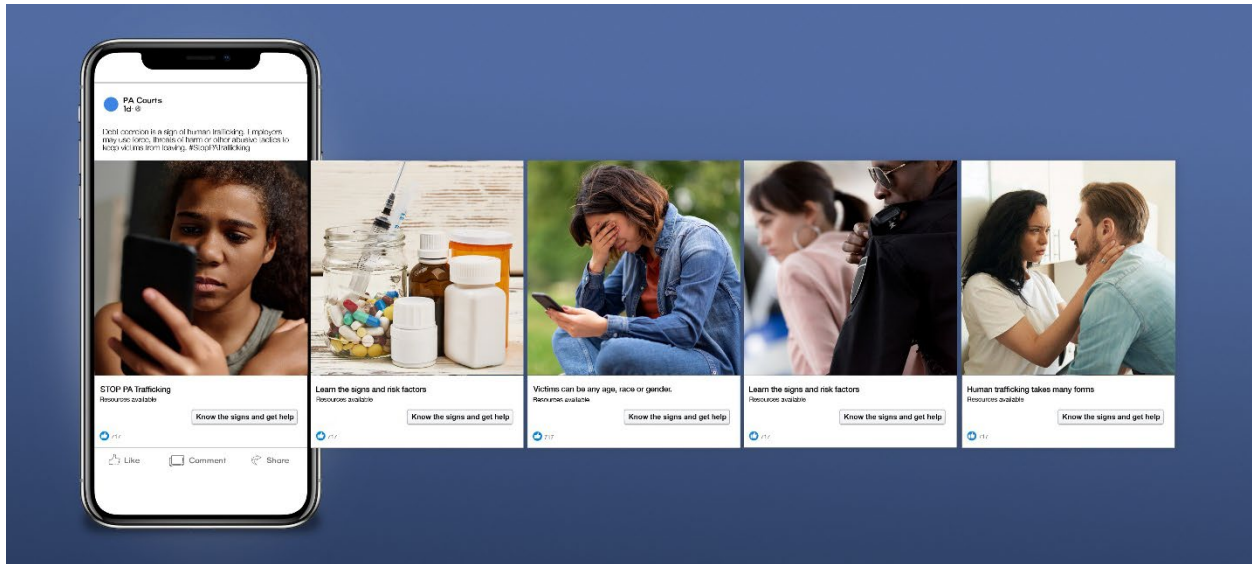 PA Courts
1d
Debt coercion is a sign of human trafficking. Employers
may use force, threats of harm or other abusive tactics to
keep victims from leaving. #StopPAtrafficking
STOP PA Trafficking
Resources available
Know the signs and get help
717
Like
Comment
Share
Learn the signs and risk factors
Resources available
Know the signs and get help
717
Victims can be any age, race or gender.
Resources available
Know the signs and get help
717
Learn the signs and risk factors
Resources available
Know the signs and get help
717
Human trafficking takes many forms
Resources available
Know the signs and get help
717